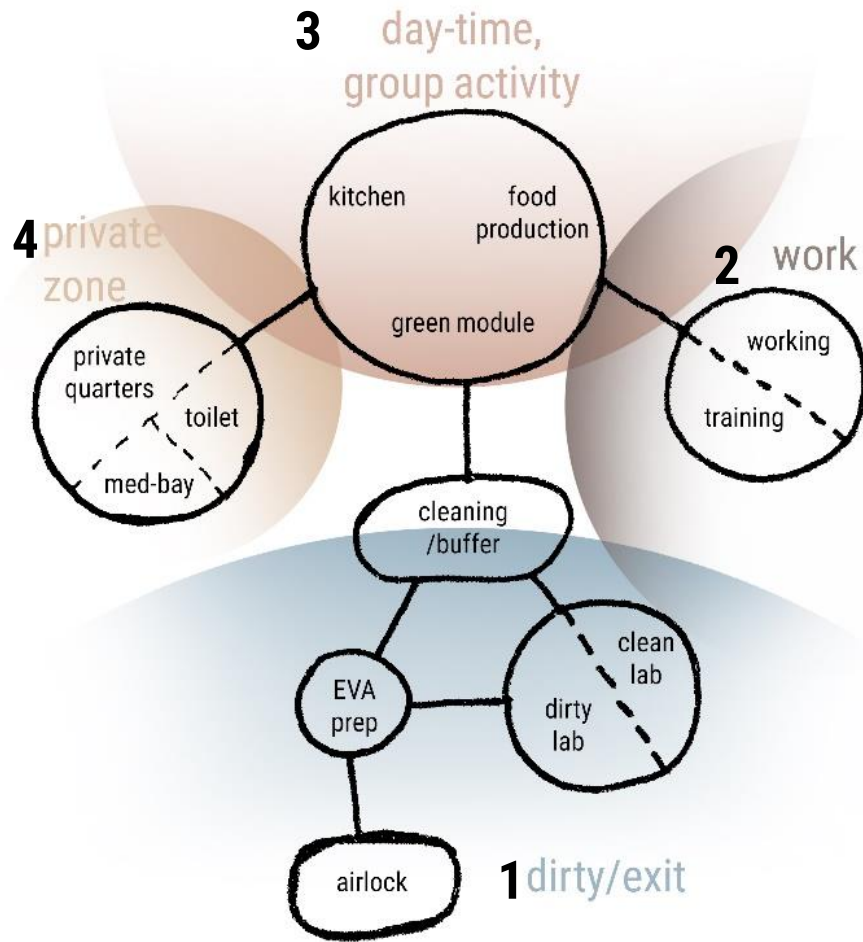 3 day-time,
group activity
kitchen
food
production
green module
4 private
zone
private
quarters
toilet
med-bay
2 work
working
training
cleaning
/buffer
EVA
prep
clean
lab
dirty
lab
airlock
1 dirty/exit